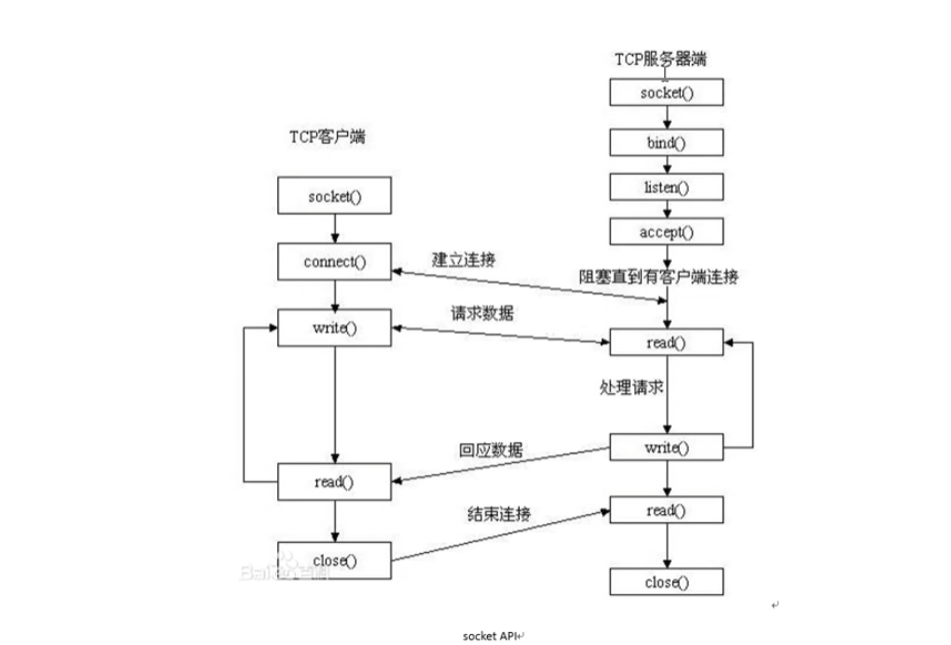 TCP服务器端
socket()
bind()
listen()
accept()
阻塞直到有客户端连接
read()
处理请求
write()
read()
close()
TCP客户端
socket()
connect()
write()
read()
close()
建立连接
请求数据
回应数据
结束连接
Bai百科
socket API